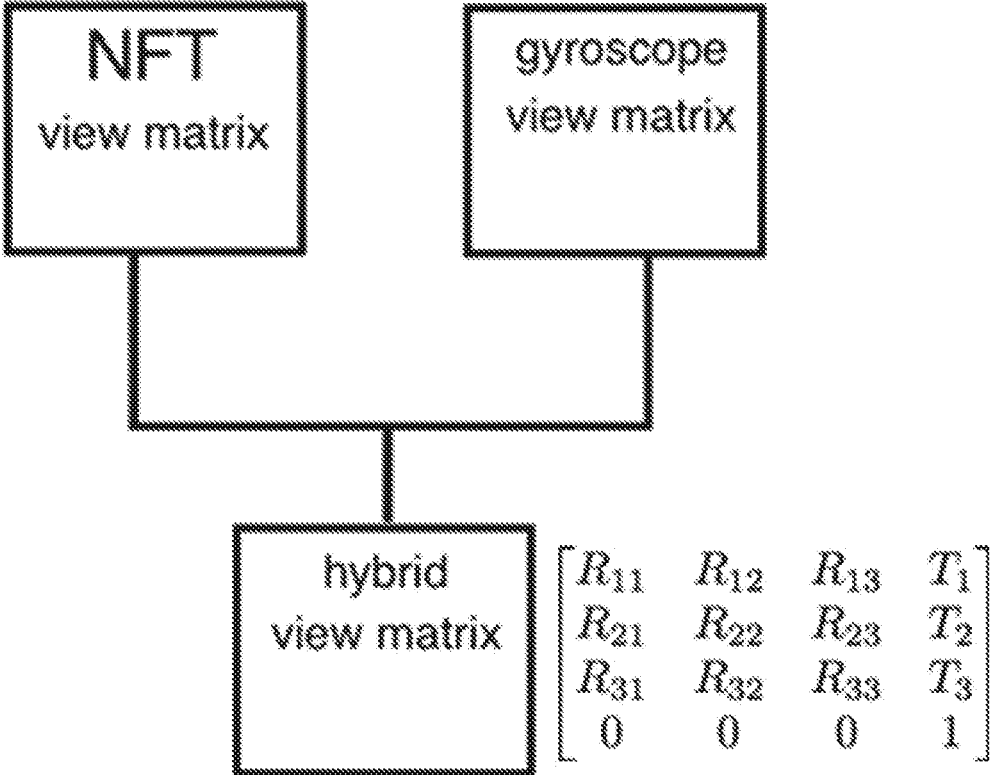 NFT
view matrix
gyroscope
view matrix
hybrid
view matrix
R₁₁ R₁₂ R₁₃ T₁
R₂₁ R₂₂ R₂₃ T₂
R₃₁ R₃₂ R₃₃ T₃
0 0 0 1